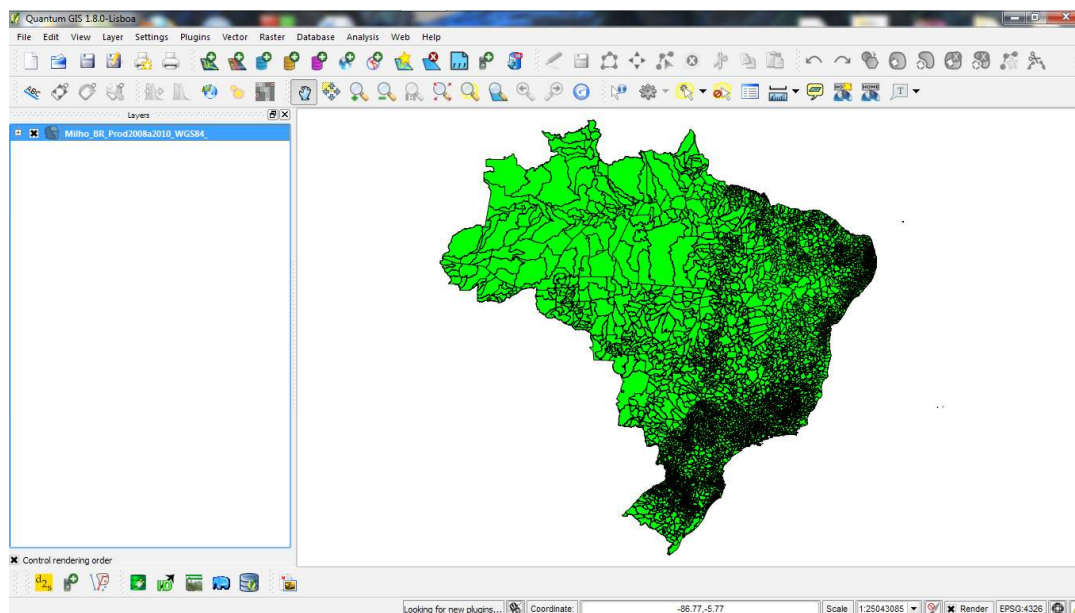 Quantum GIS 1.8.0-Lisboa
File Edit View Layer Settings Plugins Vector Raster Database Analysis Web Help
Layers
Milho_BR_Prod2008a2010_WGS84_
Control rendering order
Looking for new plugins... Coordinate: -86.77,-5.77 Scale 1:25043085 Render EPSG:4326